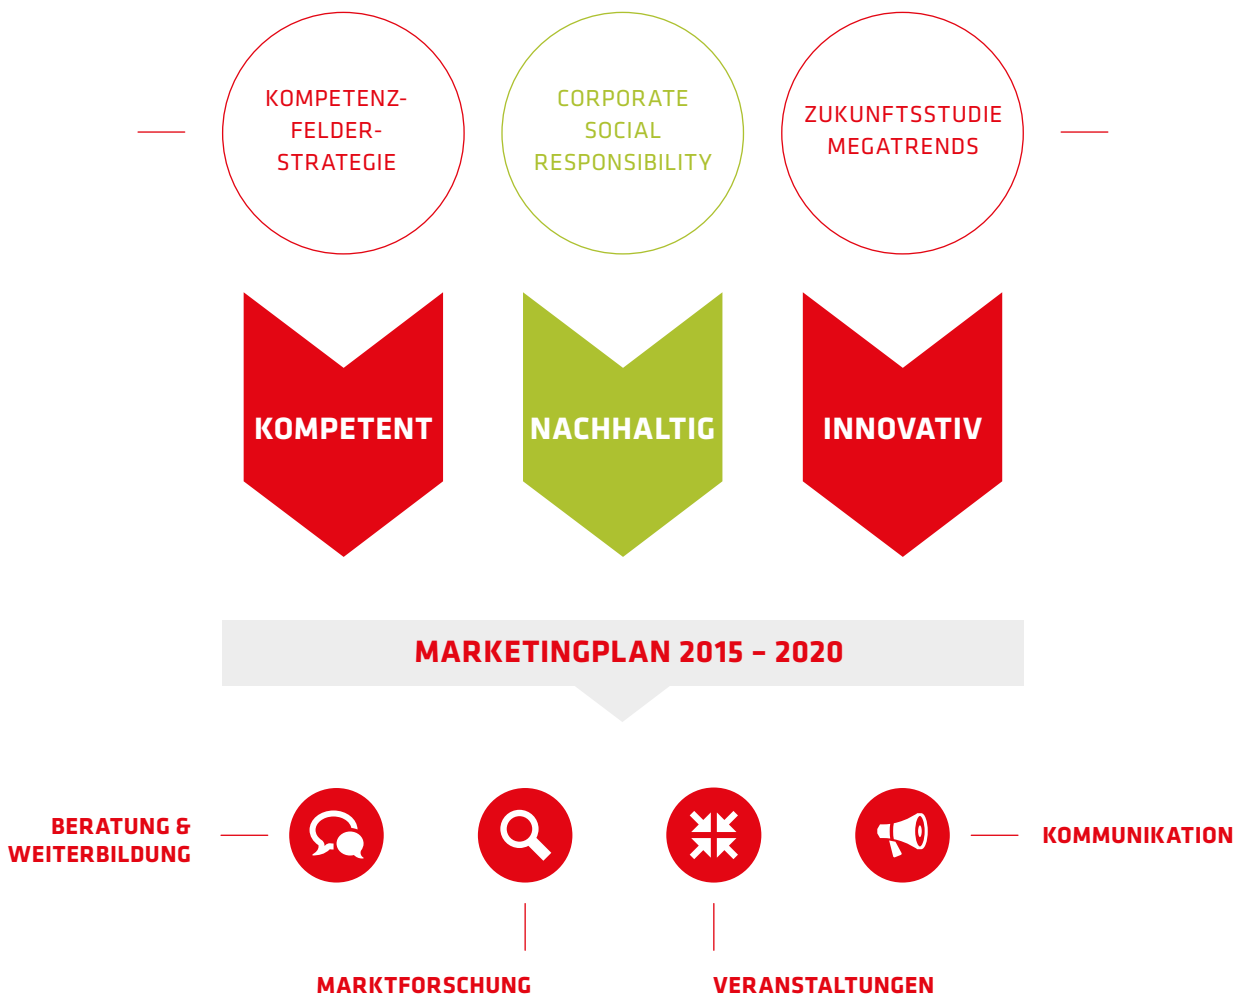 KOMPETENZ-
FELDER-
STRATEGIE
CORPORATE
SOCIAL
RESPONSIBILITY
ZUKUNFTSSTUDIE
MEGATRENDS
KOMPETENT
NACHHALTIG
INNOVATIV
MARKETINGPLAN 2015 – 2020
BERATUNG &
WEITERBILDUNG
KOMMUNIKATION
MARKTFORSCHUNG
VERANSTALTUNGEN